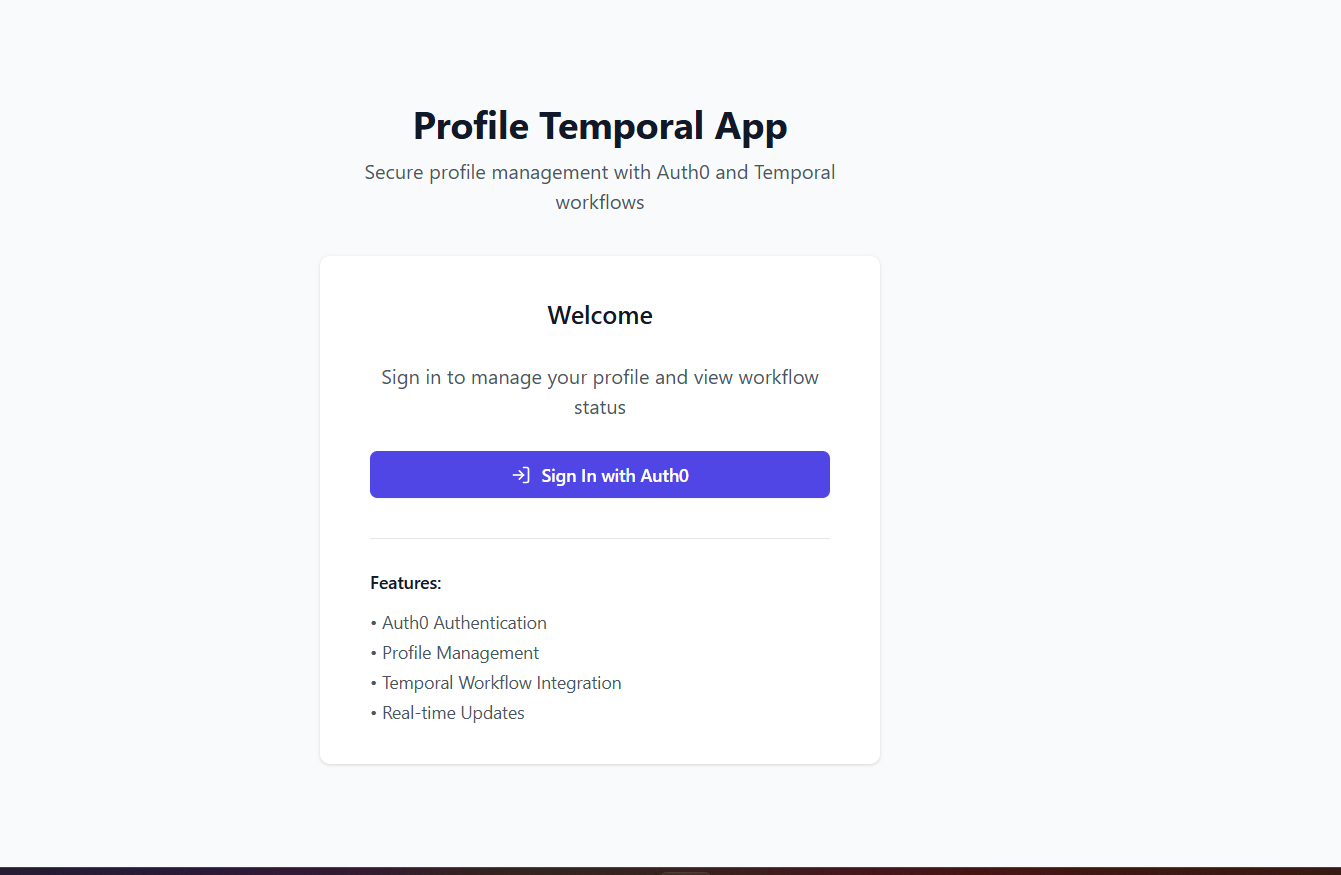 Profile Temporal App
Secure profile management with Auth0 and Temporal
workflows
Welcome
Sign in to manage your profile and view workflow
status
Sign In with Auth0
Features:
• Auth0 Authentication
• Profile Management
• Temporal Workflow Integration
• Real-time Updates